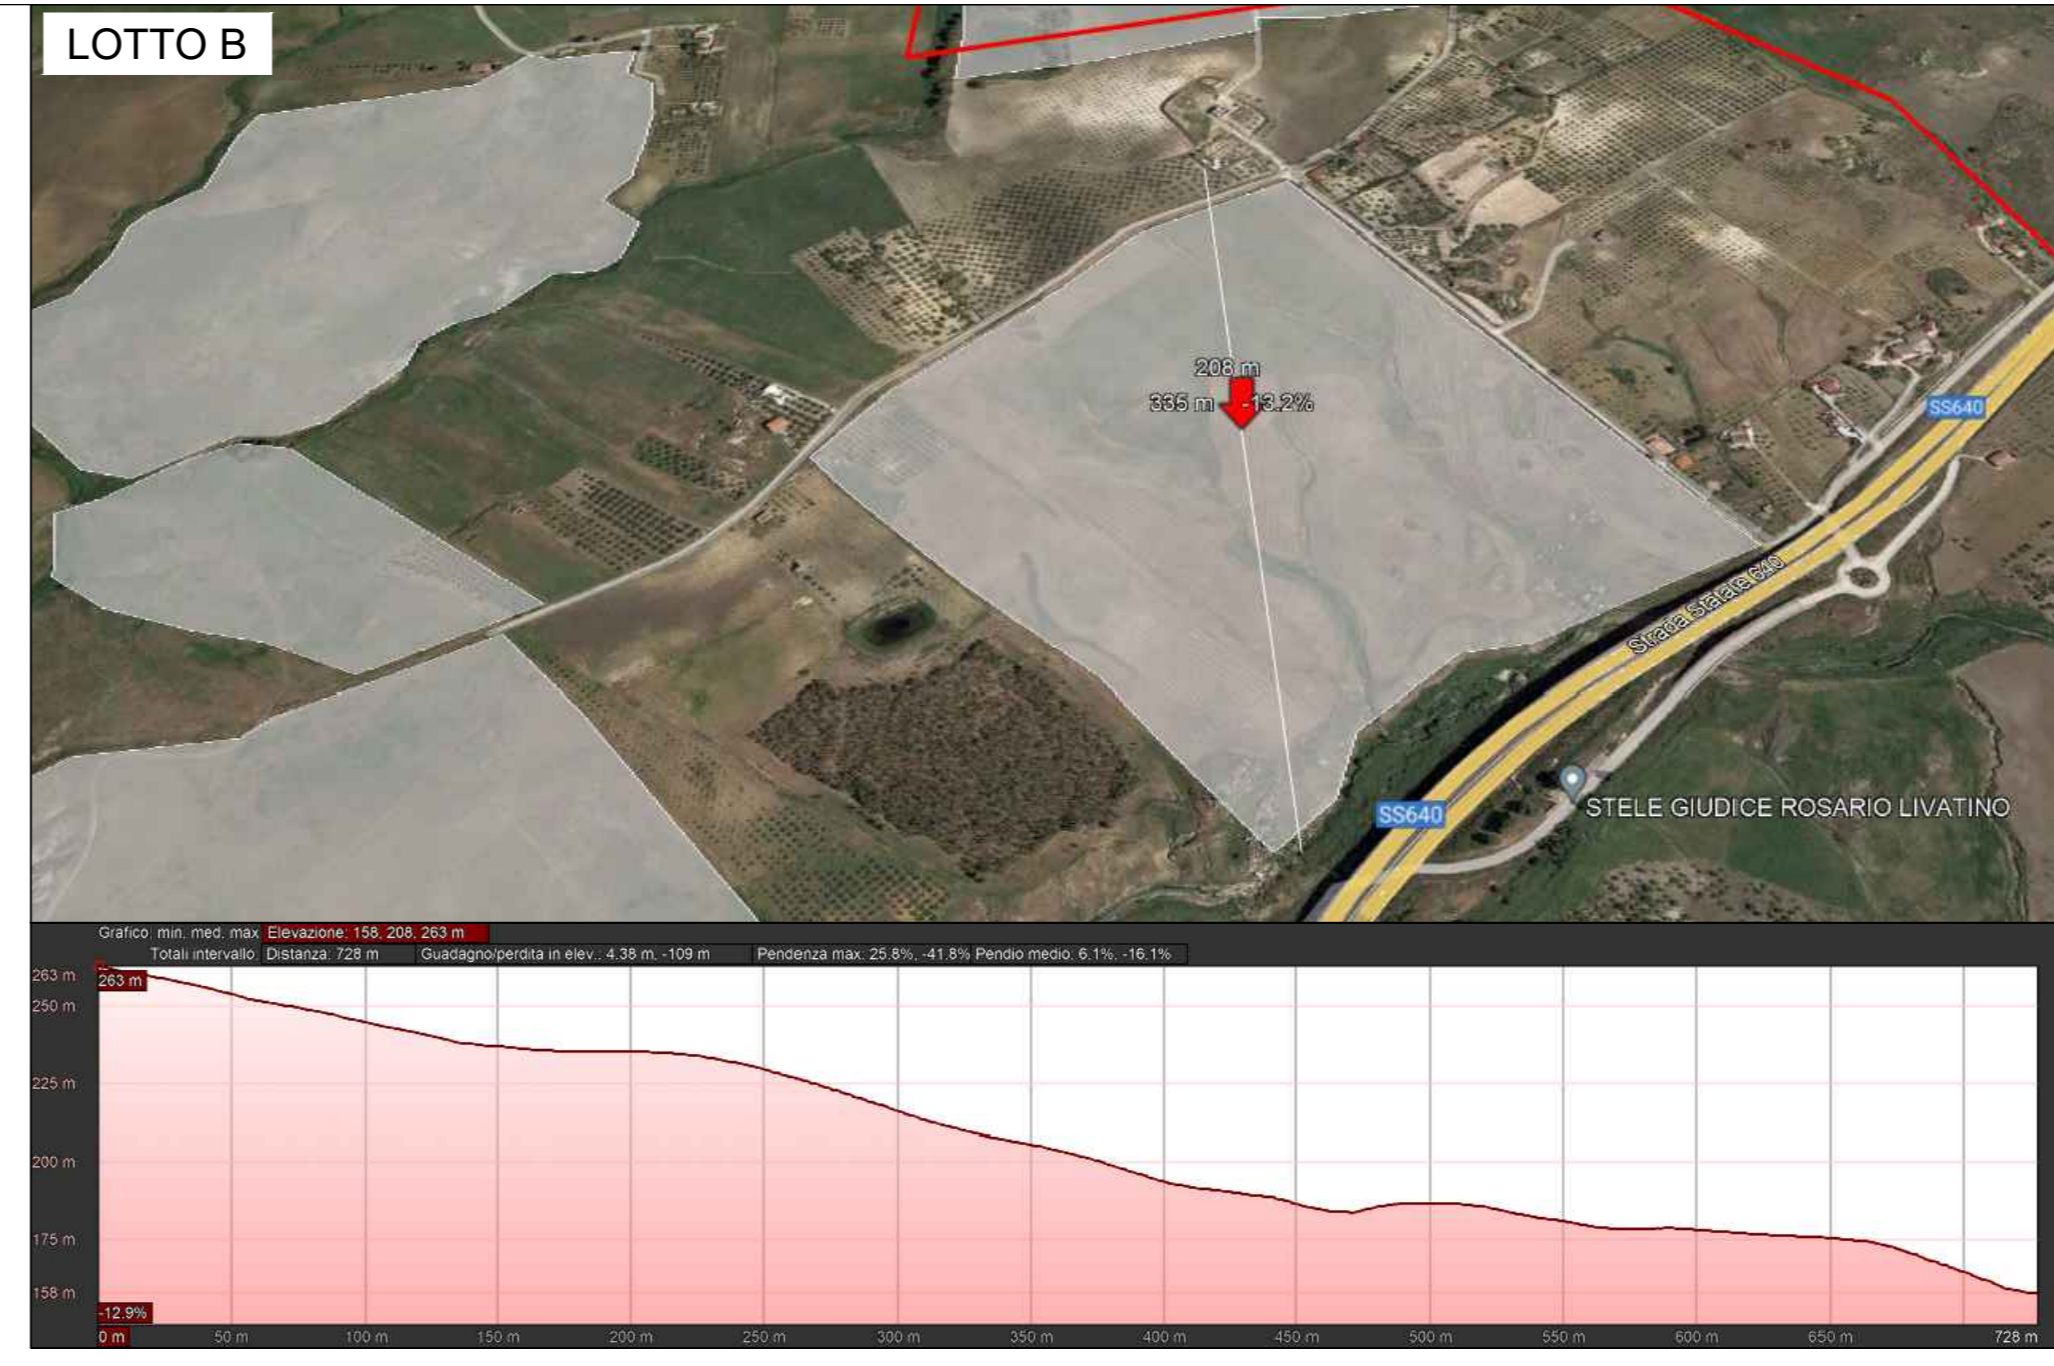 LOTTO B
208 m
335 m -13.2%
SS640
Strada Statale 640
STELE GIUDICE ROSARIO LIVATINO
SS640
Grafico: min. med. max Elevazione: 158, 208, 263 m
Totali intervallo Distanza: 728 m Guadagno/perdita in elev.: 4.38 m, -109 m Pendenza max: 25.8%, -41.8% Pendio medio: 6.1%, -16.1%
263 m
263 m
250 m
225 m
200 m
175 m
158 m
-12.9%
0 m 50 m 100 m 150 m 200 m 250 m 300 m 350 m 400 m 450 m 500 m 550 m 600 m 650 m 728 m